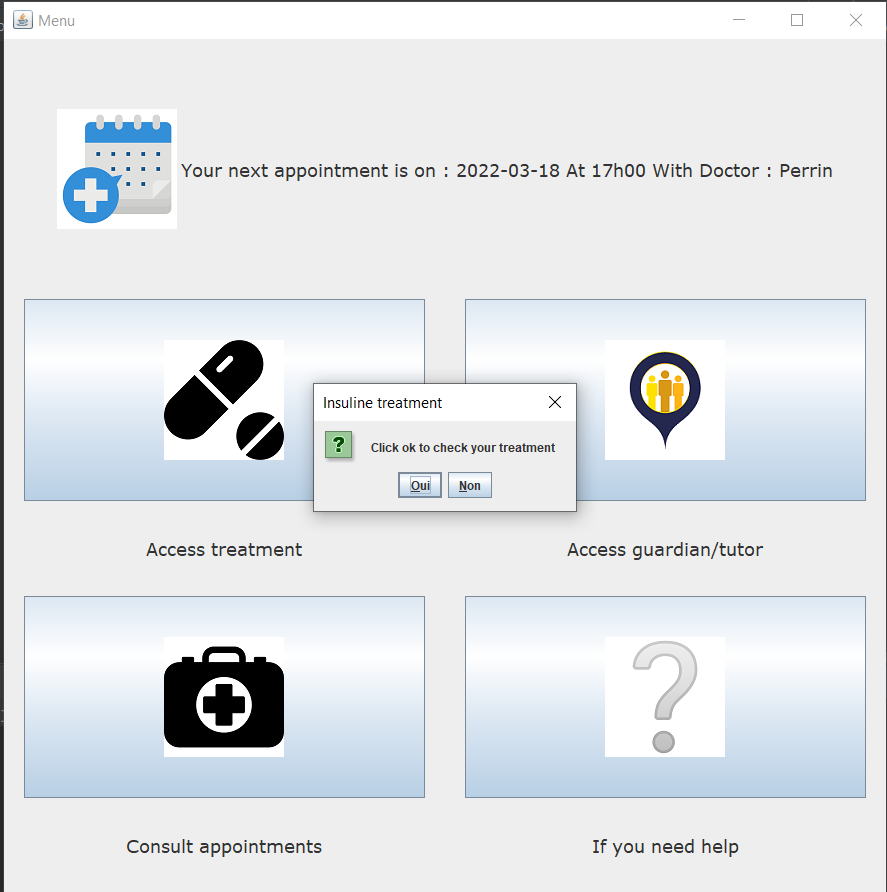 Menu
Your next appointment is on : 2022-03-18 At 17h00 With Doctor : Perrin
Insuline treatment
?
Click ok to check your treatment
Oui
Non
Access treatment
Access guardian/tutor
?
Consult appointments
If you need help